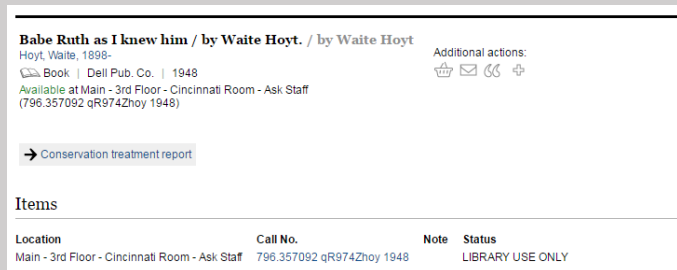 Babe Ruth as I knew him / by Waite Hoyt. / by Waite Hoyt
Hoyt, Waite, 1898-
Book | Dell Pub. Co. | 1948
Available at Main - 3rd Floor - Cincinnati Room - Ask Staff
(796.357092 qR974Zhoy 1948)
Additional actions:
Conservation treatment report
Items
Location Call No. Note Status
Main - 3rd Floor - Cincinnati Room - Ask Staff 796.357092 qR974Zhoy 1948 LIBRARY USE ONLY